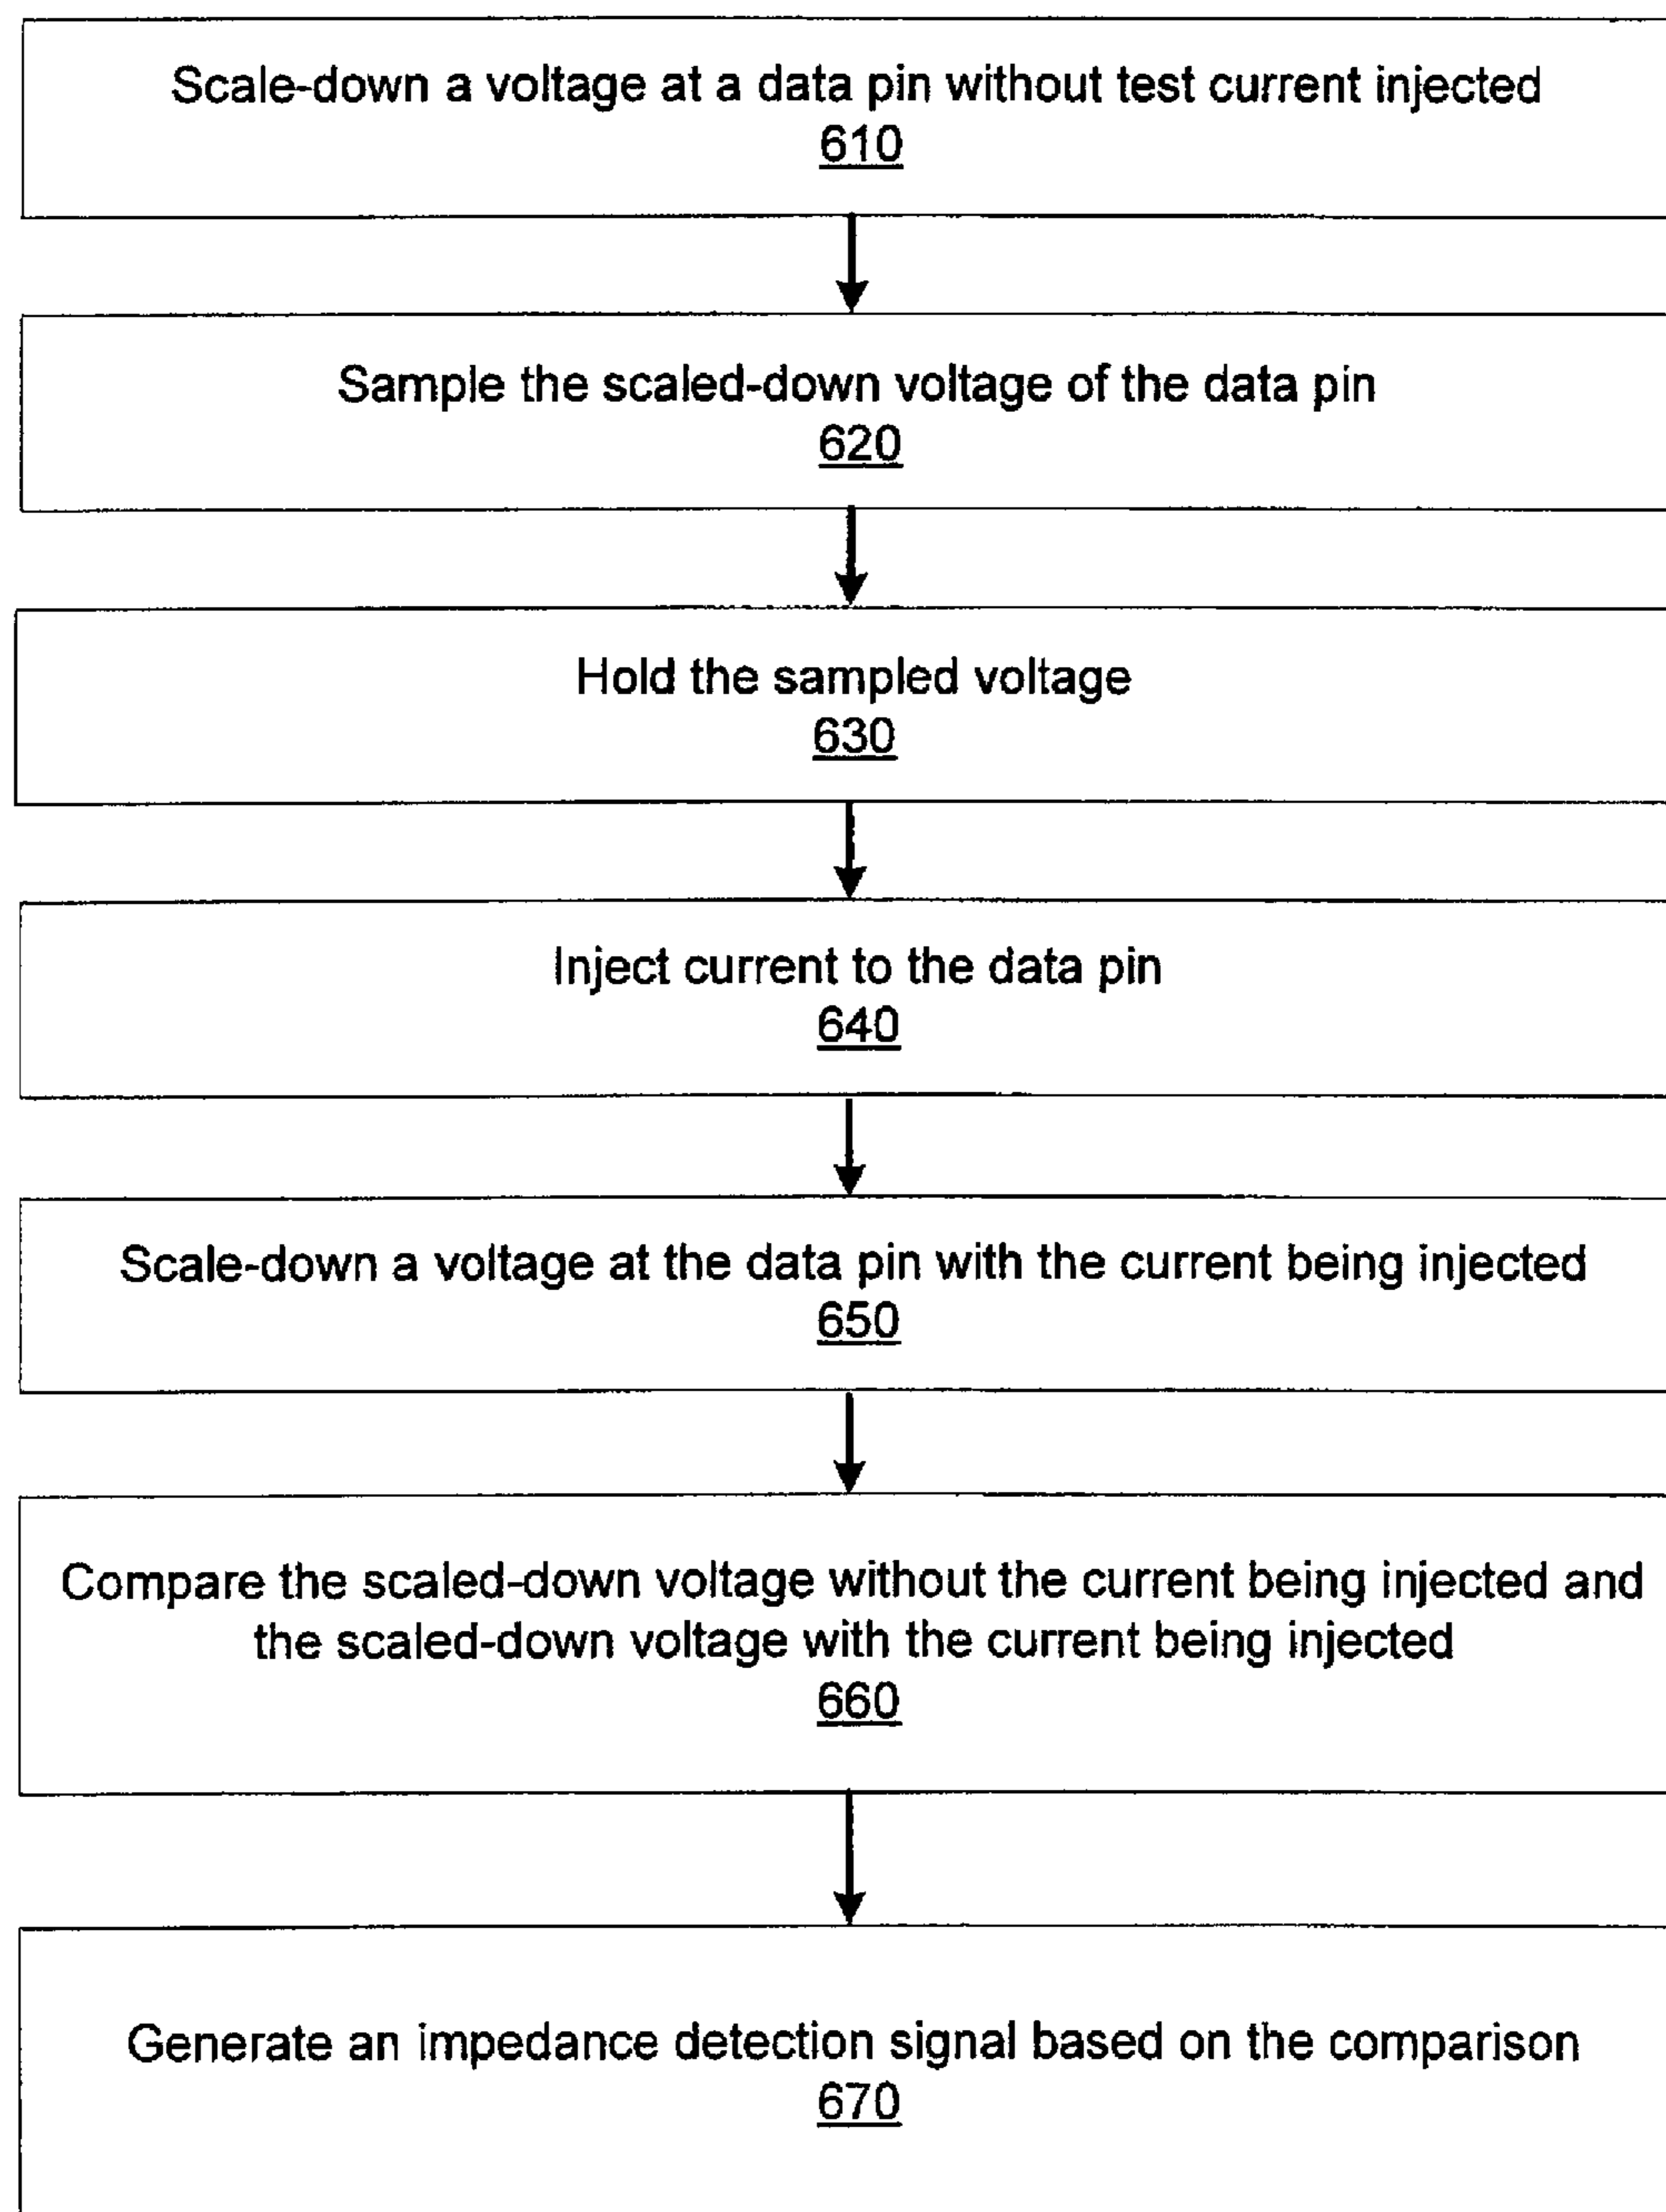 Scale-down a voltage at a data pin without test current injected
610
Sample the scaled-down voltage of the data pin
620
Hold the sampled voltage
630
Inject current to the data pin
640
Scale-down a voltage at the data pin with the current being injected
650
Compare the scaled-down voltage without the current being injected and
the scaled-down voltage with the current being injected
660
Generate an impedance detection signal based on the comparison
670